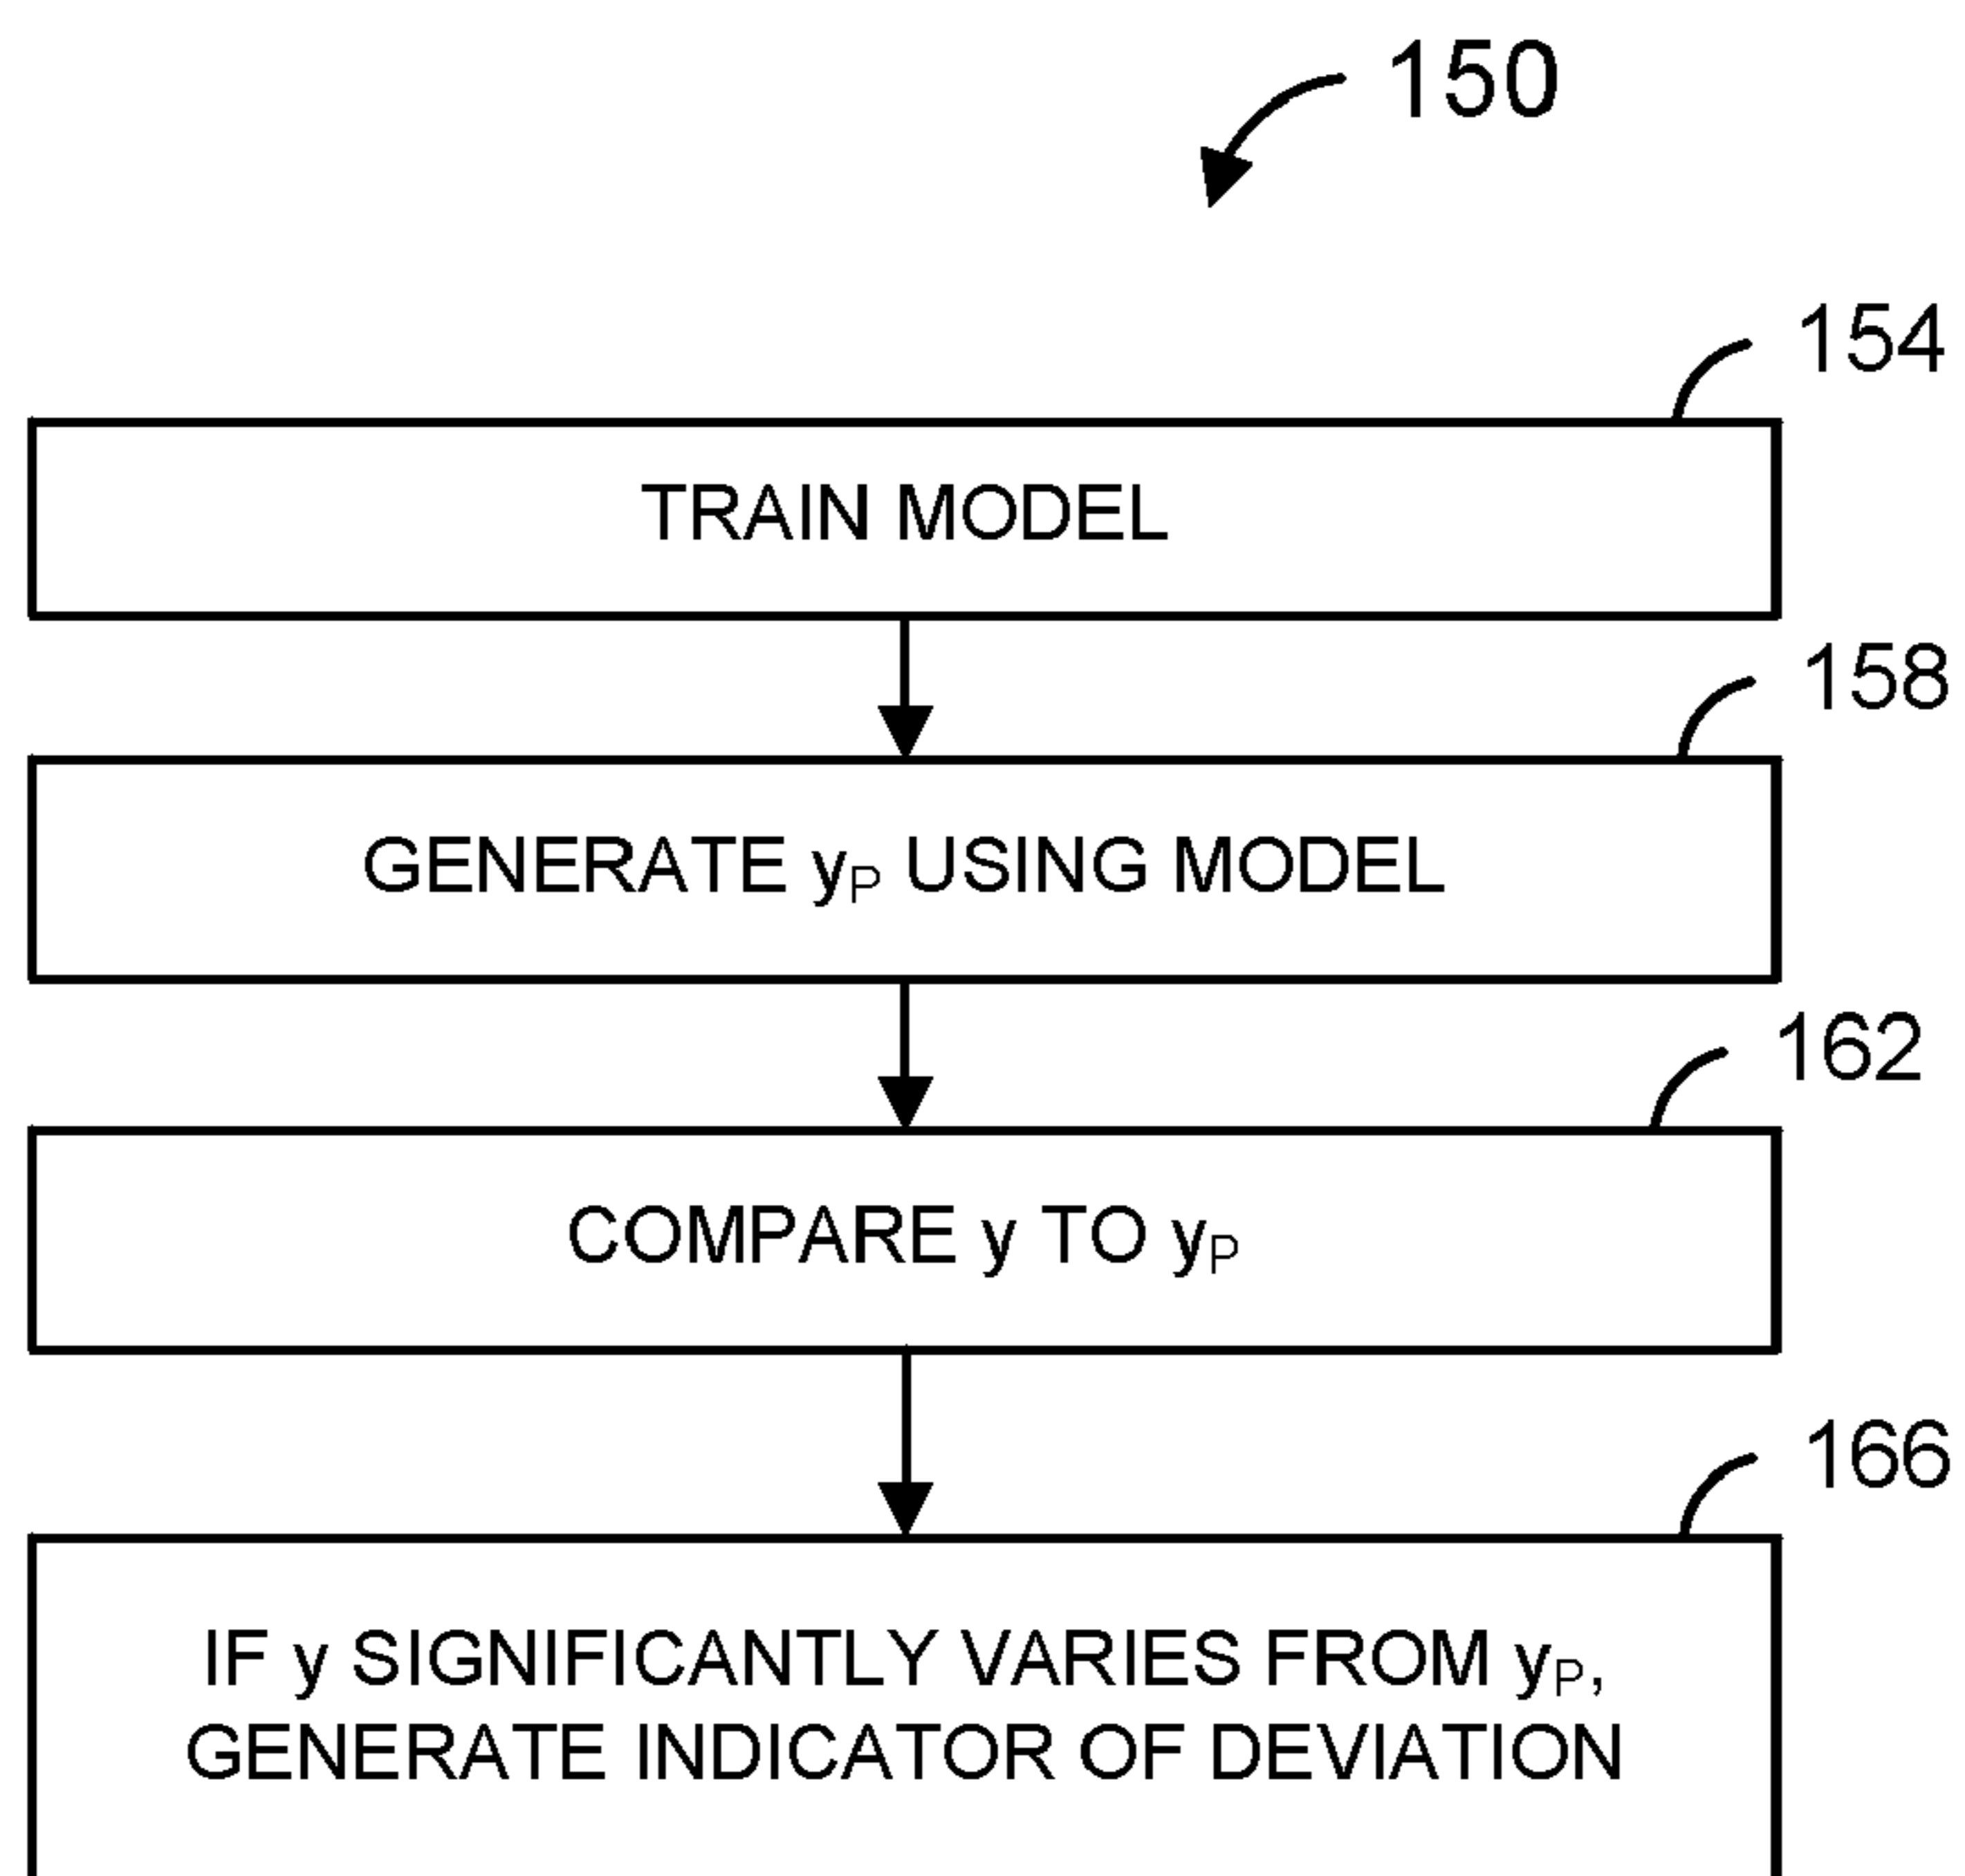 150
154
TRAIN MODEL
158
GENERATE yP USING MODEL
162
COMPARE y TO yP
166
IF y SIGNIFICANTLY VARIES FROM yP,
GENERATE INDICATOR OF DEVIATION